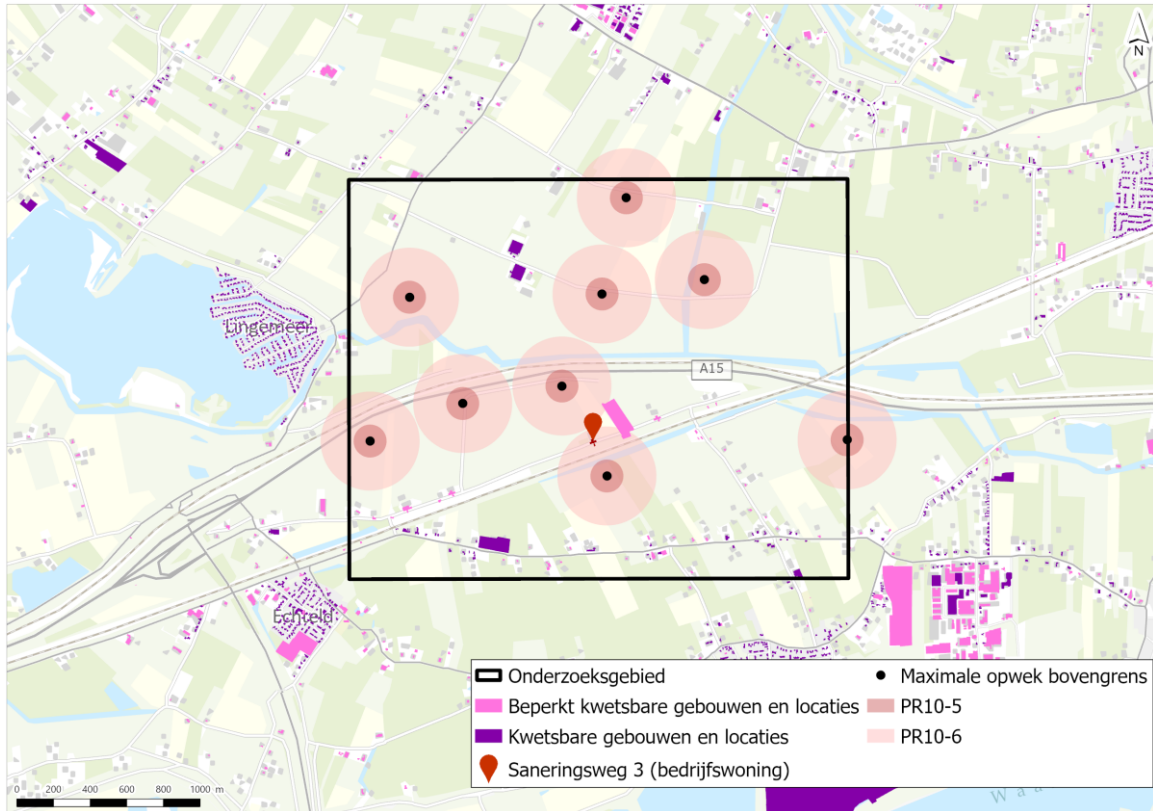 N
Lingemeer
A15
Echteld
Onderzoeksgebied
Beperkt kwetsbare gebouwen en locaties
Kwetsbare gebouwen en locaties
Saneringsweg 3 (bedrijfswoning)
Maximale opwek bovengrens
PR10-5
PR10-6
0 200 400 600 800 1000 m
Waa